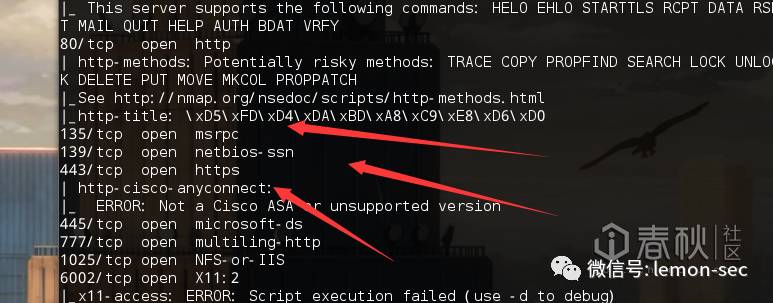 |_ This server supports the following commands: HELO EHLO STARTTLS RCPT DATA RSE
T MAIL QUIT HELP AUTH BDAT VRFY
80/tcp open http
| http-methods: Potentially risky methods: TRACE COPY PROPFIND SEARCH LOCK UNLOC
K DELETE PUT MOVE MKCOL PROPPATCH
|_See http://nmap.org/nsedoc/scripts/http-methods.html
|_http-title: \xD5\xFD\xD4\xDA\xBD\xA8\xC9\xE8\xD6\xD0
135/tcp open msrpc
139/tcp open netbios-ssn
443/tcp open https
| http-cisco-anyconnect:
|_ ERROR: Not a Cisco ASA or unsupported version
445/tcp open microsoft-ds
777/tcp open multiling-http
1025/tcp open NFS-or-IIS
6002/tcp open X11:2
|_x11-access: ERROR: Script execution failed (use -d to debug)
i春秋 社区
微信号: lemon-sec